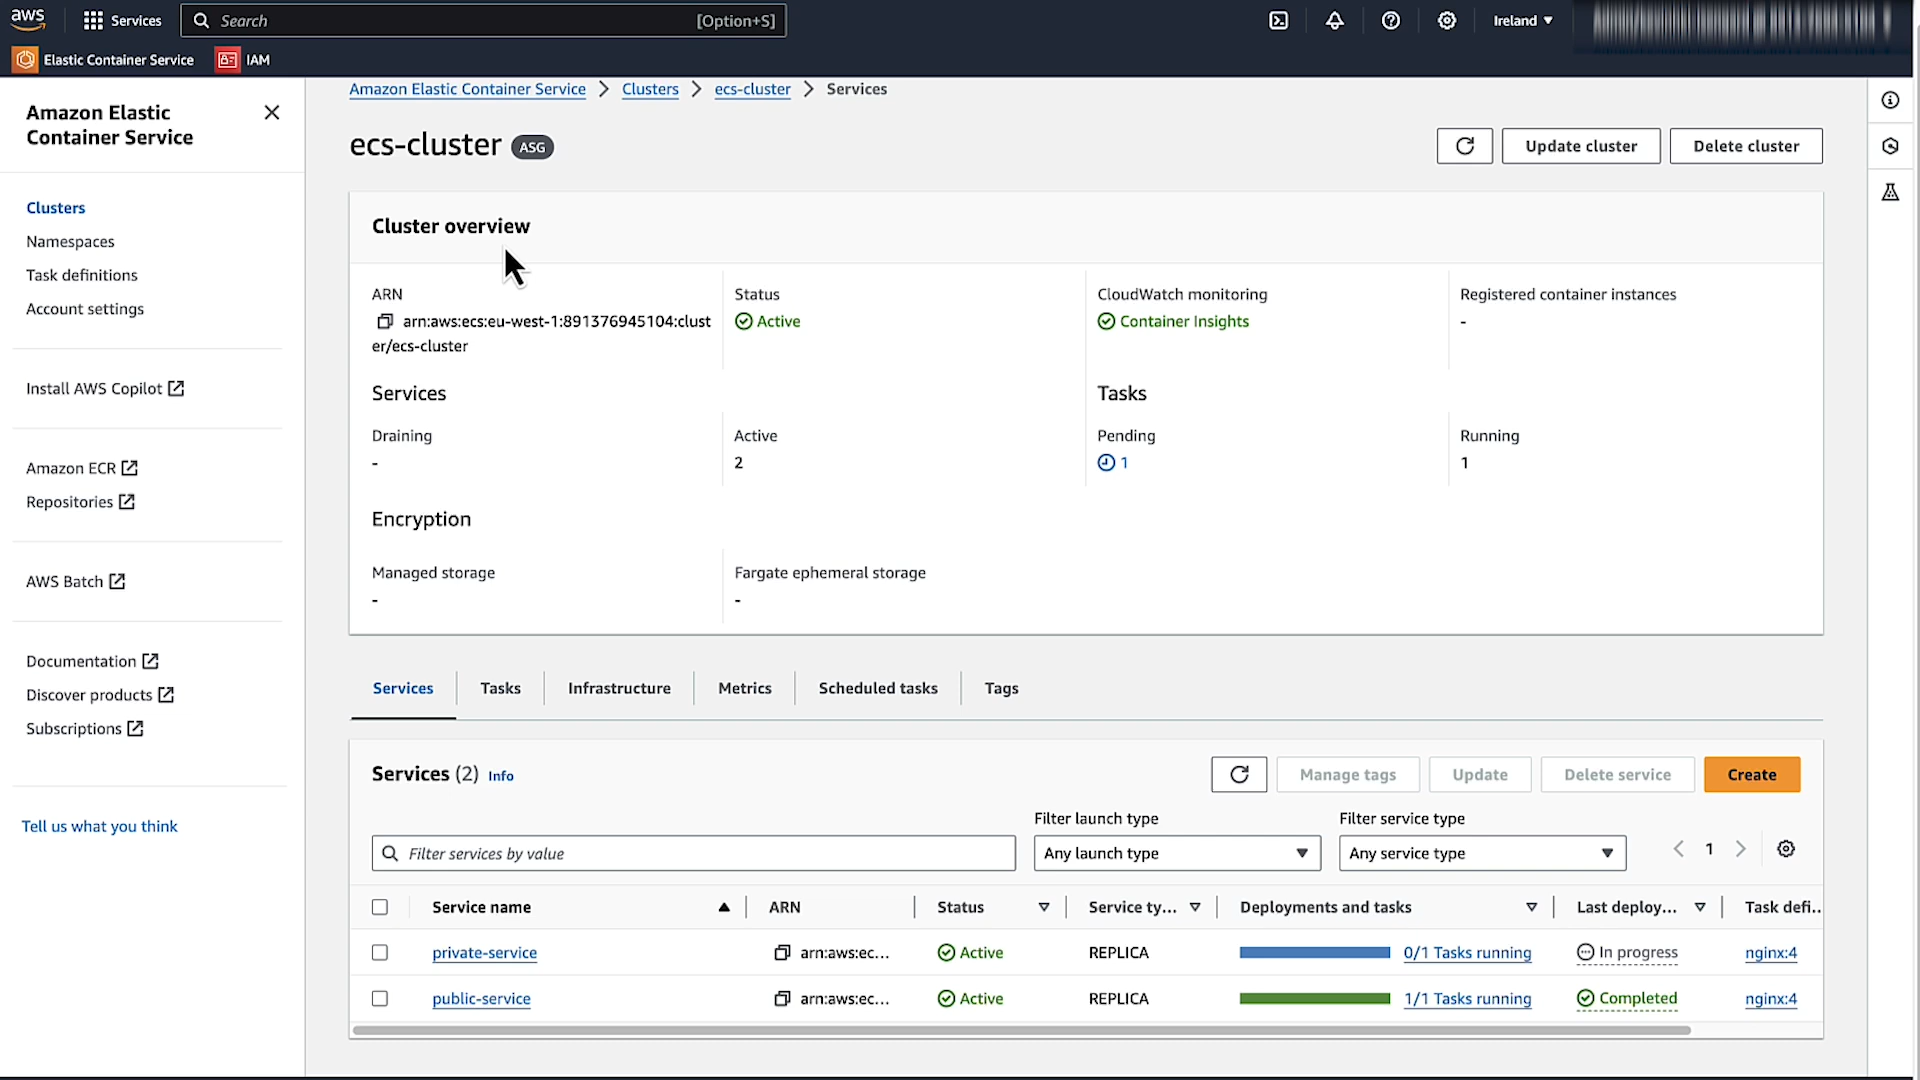 aws
Services
Search
[Option+S]
Ireland
Elastic Container Service
IAM
Amazon Elastic
Container Service
Clusters
Namespaces
Task definitions
Account settings
Install AWS Copilot
Amazon ECR
Repositories
AWS Batch
Documentation
Discover products
Subscriptions
Tell us what you think
Amazon Elastic Container Service > Clusters > ecs-cluster > Services
ecs-cluster ASG
Update cluster
Delete cluster
Cluster overview
ARN
arn:aws:ecs:eu-west-1:891376945104:clust
er/ecs-cluster
Status
Active
CloudWatch monitoring
Container Insights
Registered container instances
-
Services
Tasks
Draining
-
Active
2
Pending
1
Running
1
Encryption
Managed storage
-
Fargate ephemeral storage
-
Services
Tasks
Infrastructure
Metrics
Scheduled tasks
Tags
Services (2) Info
Manage tags
Update
Delete service
Create
Filter launch type
Filter service type
Filter services by value
Any launch type
Any service type
1
Service name ARN Status Service ty... Deployments and tasks Last deploy... Task defi...
private-service arn:aws:ec... Active REPLICA 0/1 Tasks running In progress nginx:4
public-service arn:aws:ec... Active REPLICA 1/1 Tasks running Completed nginx:4